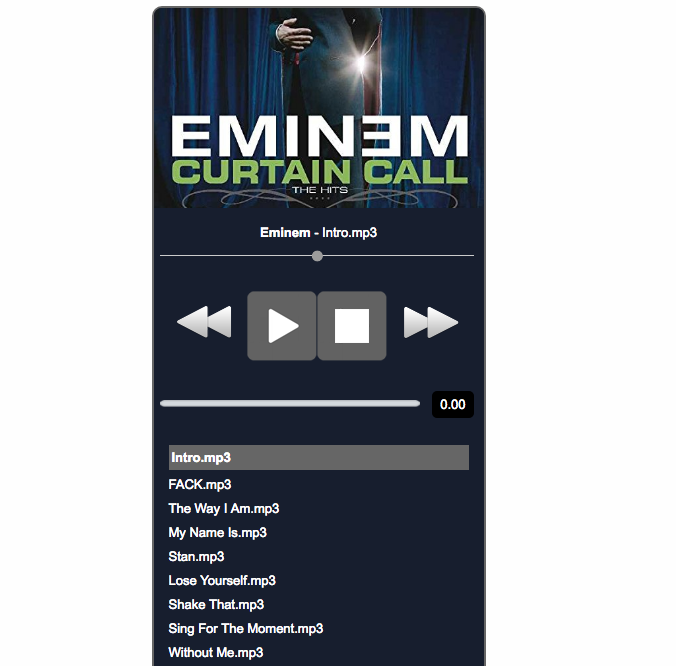 EMINƎM
CURTAIN CALL
THE HITS
Eminem - Intro.mp3
0.00
Intro.mp3
FACK.mp3
The Way I Am.mp3
My Name Is.mp3
Stan.mp3
Lose Yourself.mp3
Shake That.mp3
Sing For The Moment.mp3
Without Me.mp3